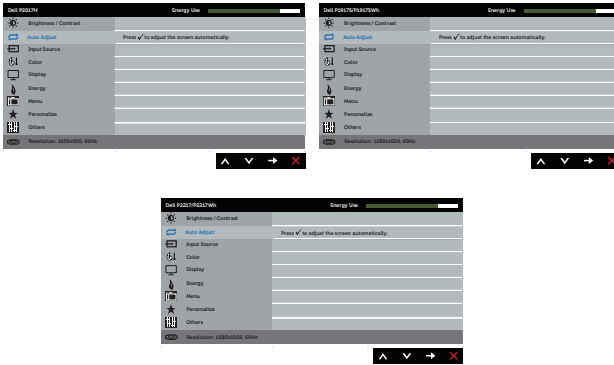 Dell P2017H Energy Use
Brightness / Contrast
Auto Adjust Press ✓ to adjust the screen automatically.
Input Source
Color
Display
Energy
Menu
Personalize
Others
Resolution: 1600x900, 60Hz
Dell P1917S/P1917SWh Energy Use
Brightness / Contrast
Auto Adjust Press ✓ to adjust the screen automatically.
Input Source
Color
Display
Energy
Menu
Personalize
Others
Resolution: 1280x1024, 60Hz
Dell P2217/P2217Wh Energy Use
Brightness / Contrast
Auto Adjust Press ✓ to adjust the screen automatically.
Input Source
Color
Display
Energy
Menu
Personalize
Others
Resolution: 1680x1050, 60Hz